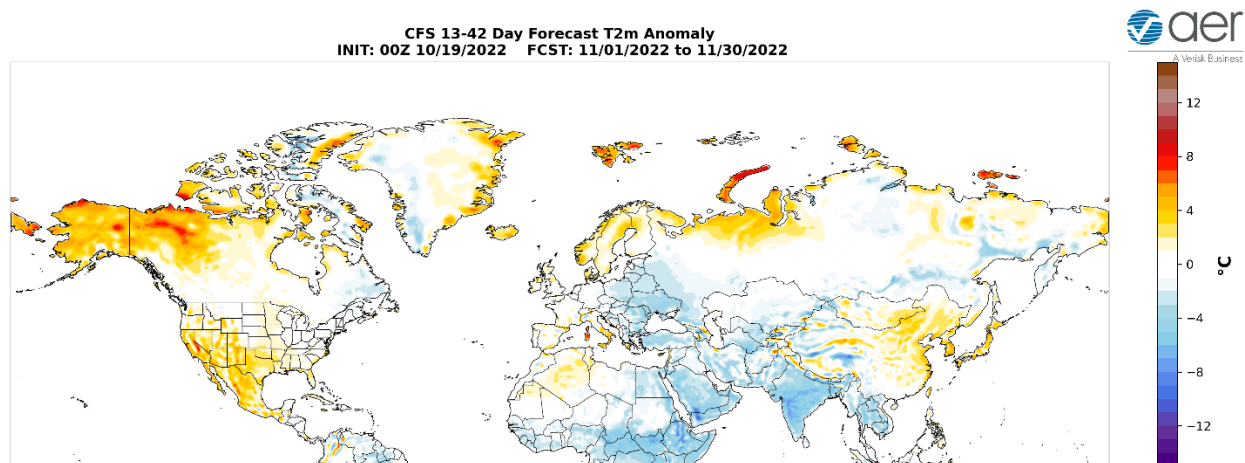 CFS 13-42 Day Forecast T2m Anomaly
INIT: 00Z 10/19/2022    FCST: 11/01/2022 to 11/30/2022
aer
A Verisk Business
12
8
4
0
−4
−8
−12
°C